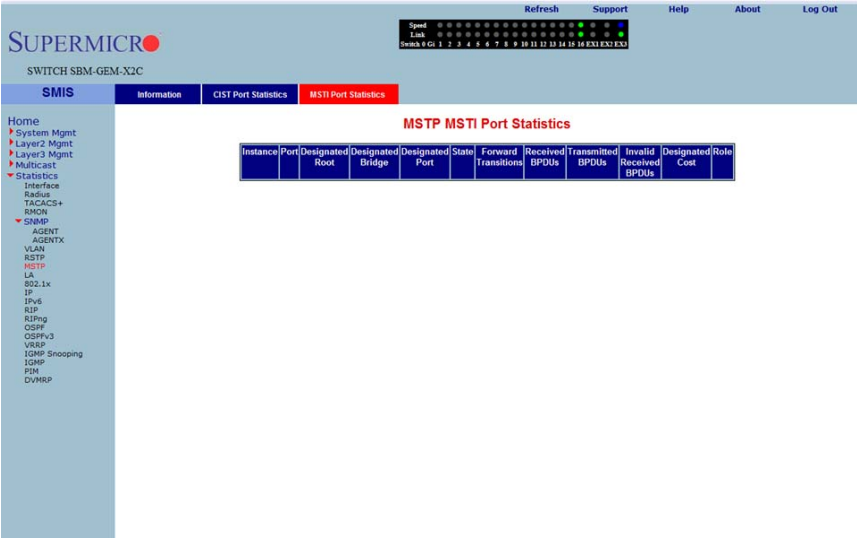 Refresh Support Help About Log Out
Speed
Link
Switch 0 Gi 1 2 3 4 5 6 7 8 9 10 11 12 13 14 15 16 EX1 EX2 EX3
SUPERMICRO
SWITCH SBM-GEM-X2C
SMIS
Information
CIST Port Statistics
MSTI Port Statistics
Home
System Mgmt
Layer2 Mgmt
Layer3 Mgmt
Multicast
Statistics
Interface
Radius
TACACS+
RMON
SNMP
AGENT
AGENTX
VLAN
RSTP
MSTP
LA
802.1x
IP
IPv6
RIP
RIPng
OSPF
OSPFv3
VRRP
IGMP Snooping
IGMP
PIM
DVMRP
MSTP MSTI Port Statistics
Instance Port Designated Designated Designated State Forward Received Transmitted Invalid Designated Role
Root Bridge Port Transitions BPDUs BPDUs Received Cost
BPDUs